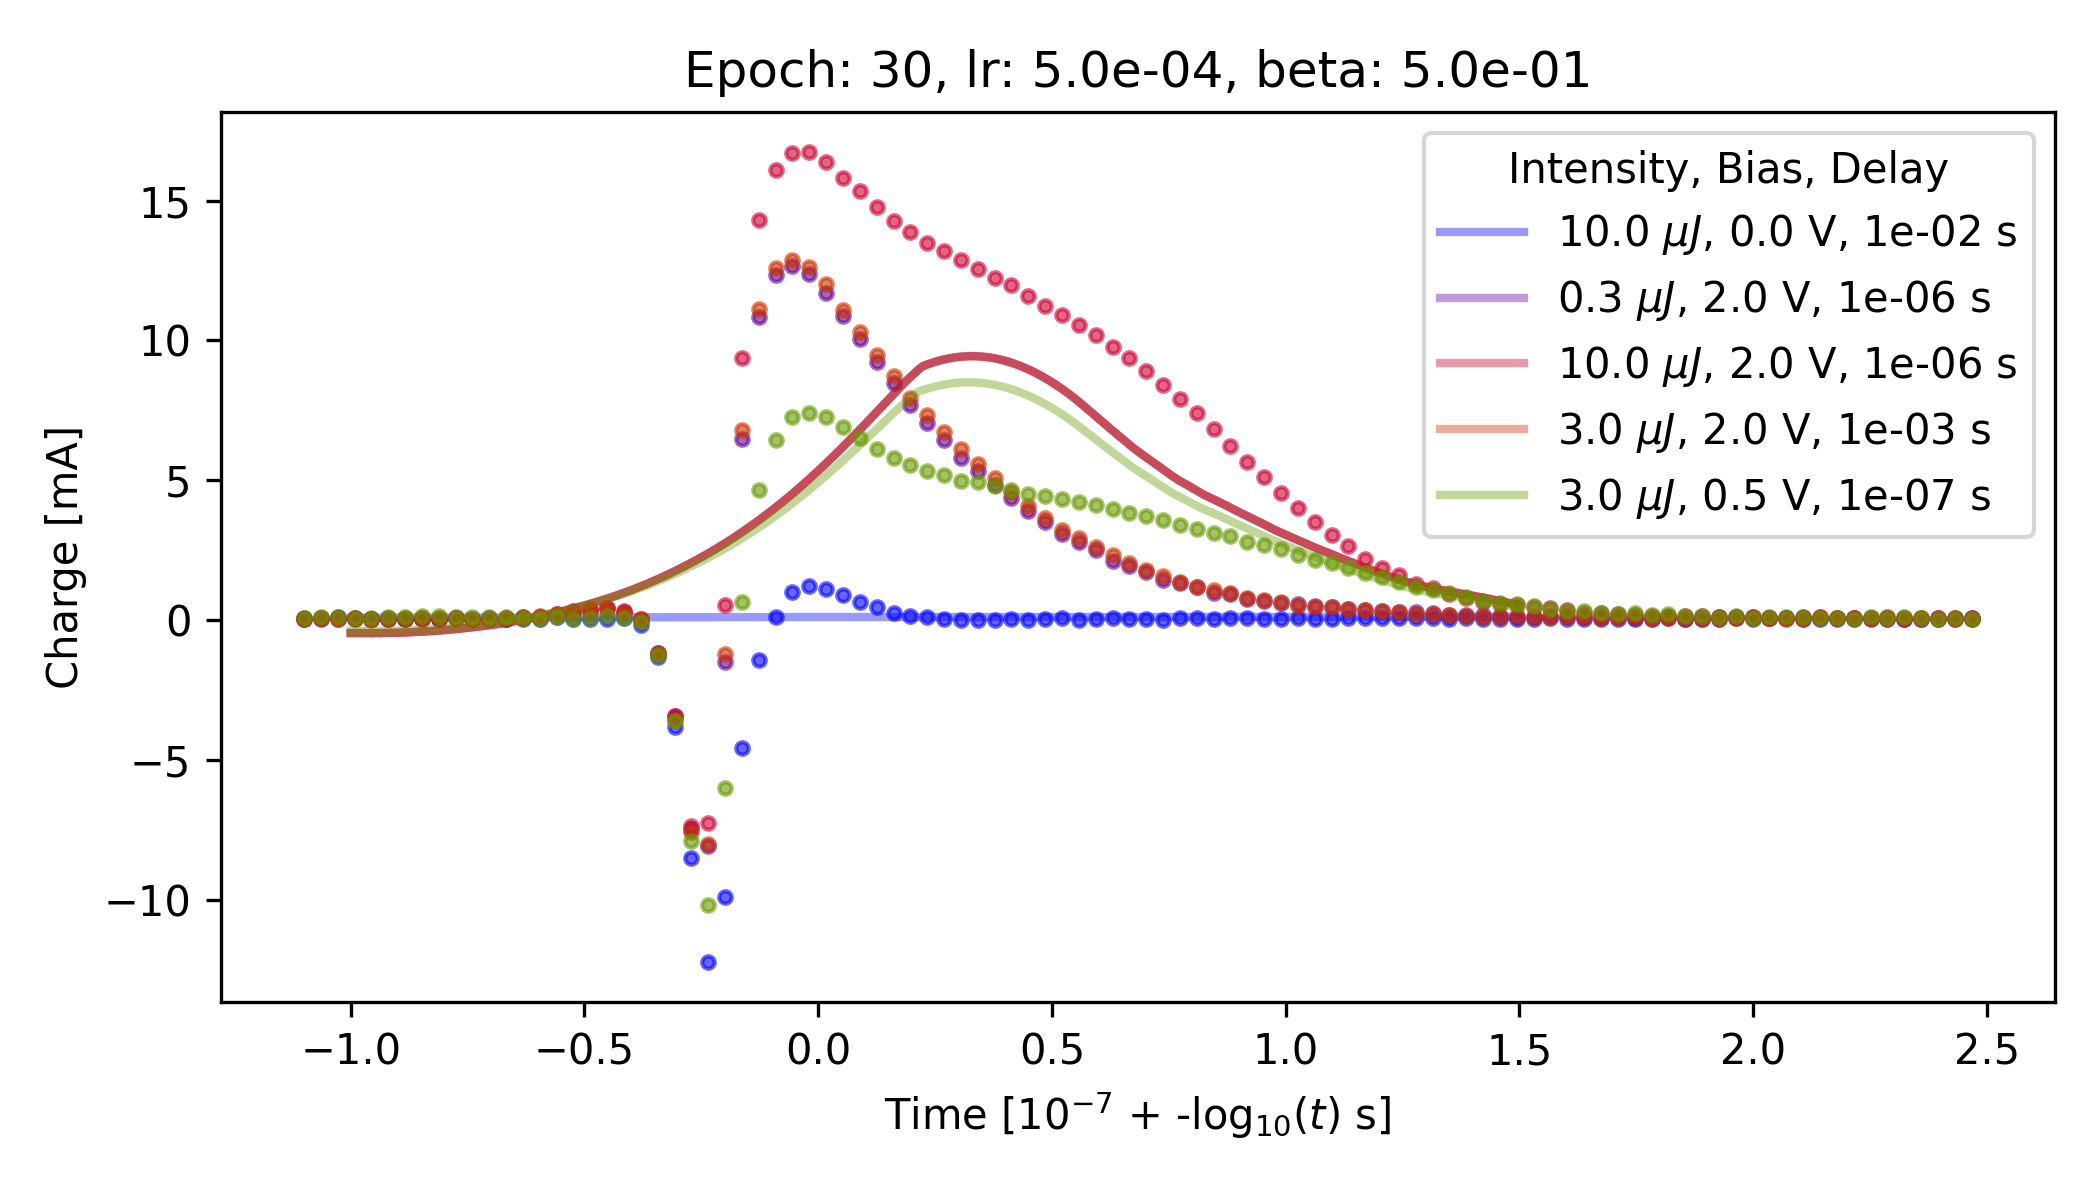 Epoch: 30, lr: 5.0e-04, beta: 5.0e-01
Charge [mA]
15
10
5
0
−5
−10
Intensity, Bias, Delay
10.0 μJ, 0.0 V, 1e-02 s
0.3 μJ, 2.0 V, 1e-06 s
10.0 μJ, 2.0 V, 1e-06 s
3.0 μJ, 2.0 V, 1e-03 s
3.0 μJ, 0.5 V, 1e-07 s
−1.0 −0.5 0.0 0.5 1.0 1.5 2.0 2.5
Time [10⁻⁷ + -log₁₀(t) s]